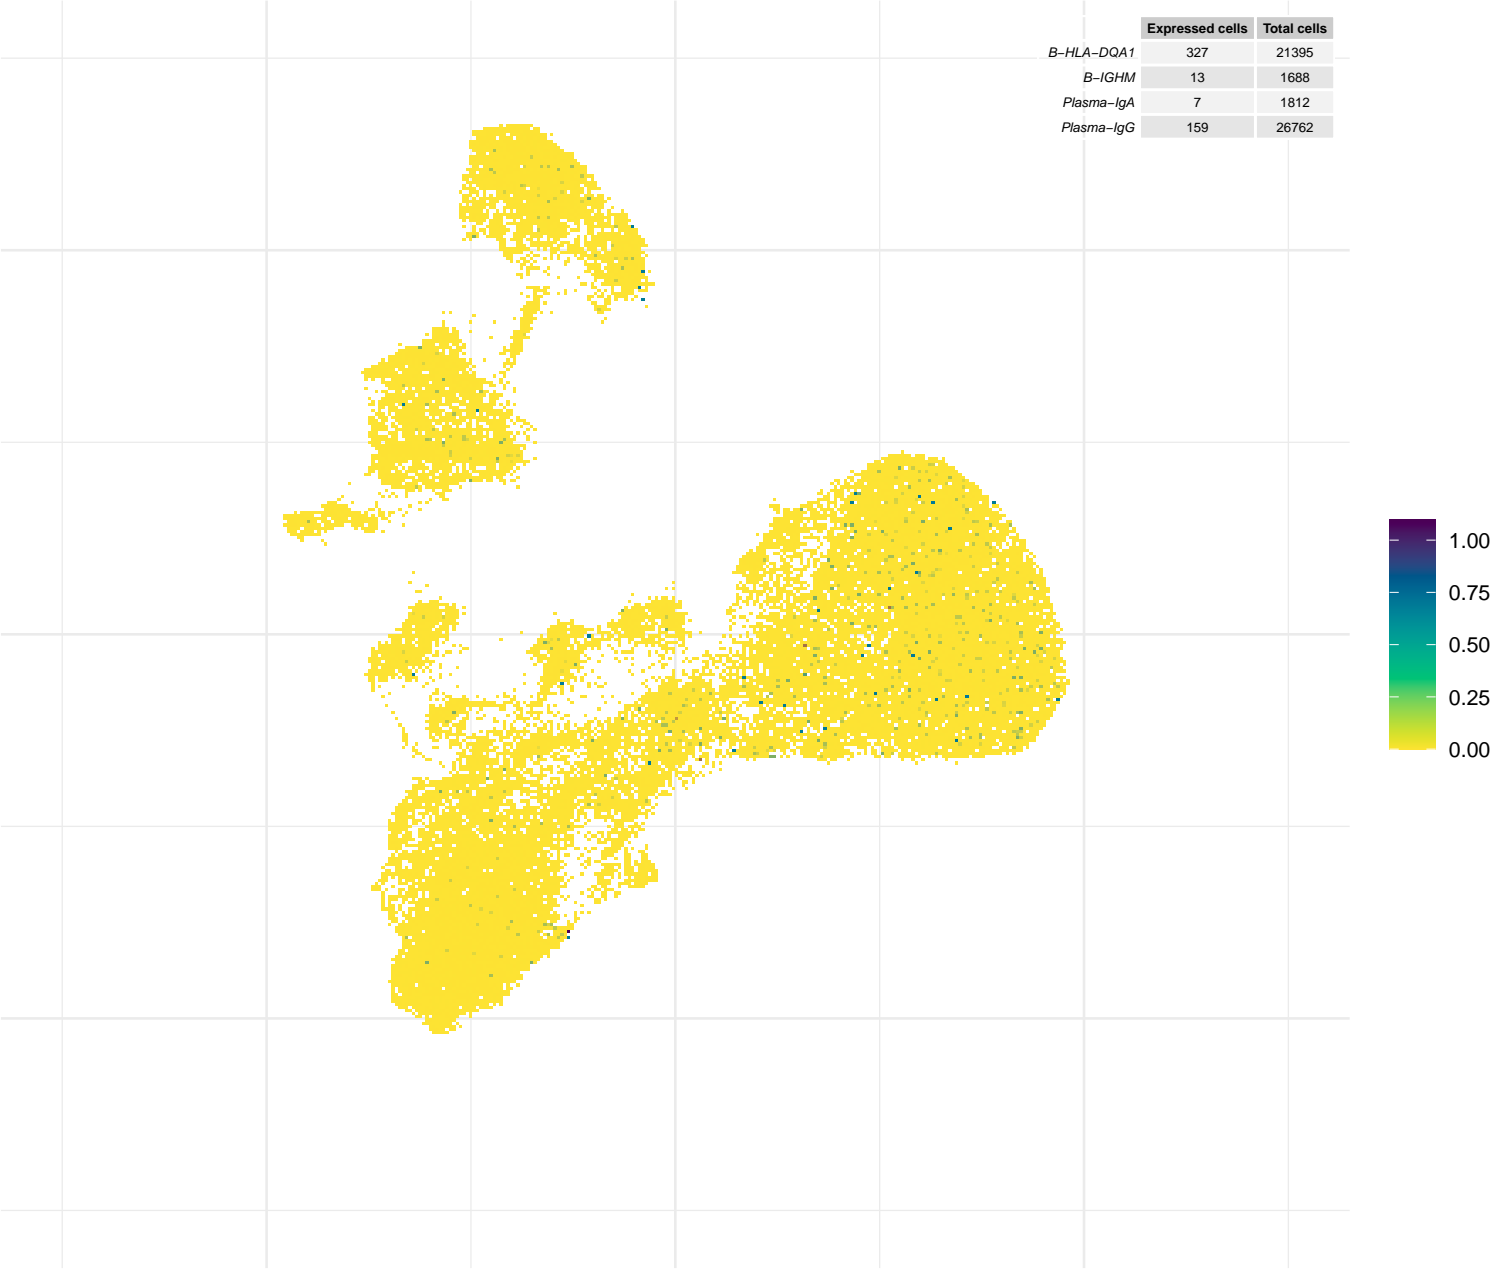 Expressed cells Total cells
B−HLA−DQA1 327 21395
B−IGHM 13 1688
Plasma−IgA 7 1812
Plasma−IgG 159 26762
1.00
0.75
0.50
0.25
0.00